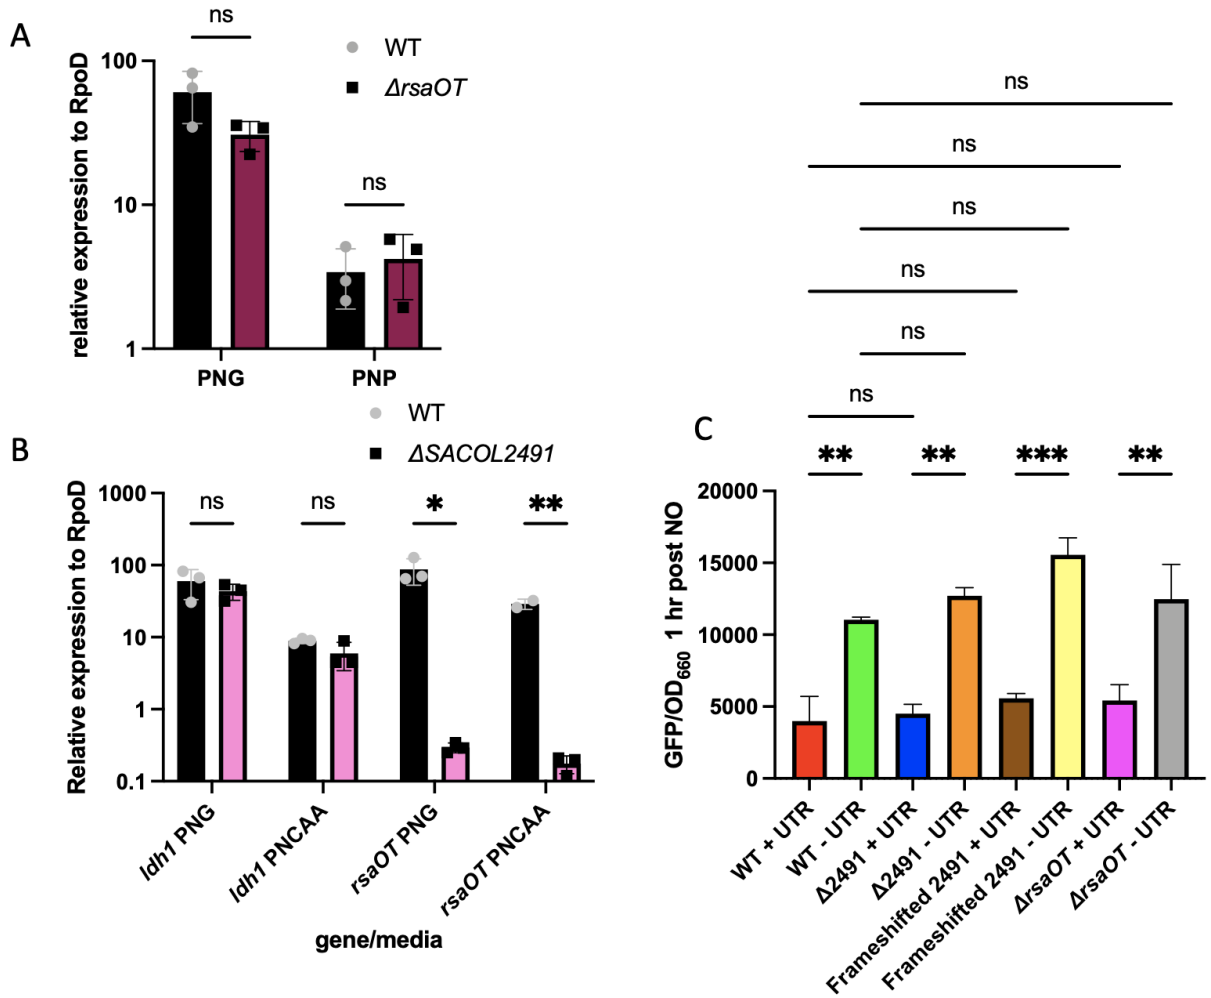 A
ns
WT
ΔrsaOT
100
10
1
relative expression to RpoD
ns
PNG
PNP
B
WT
ΔSACOL2491
1000
100
10
1
0.1
Relative expression to RpoD
ns
ns
*
**
ldh1 PNG
ldh1 PNCAA
rsaOT PNG
rsaOT PNCAA
gene/media
C
ns
ns
ns
ns
ns
ns
**
**
***
**
20000
15000
10000
5000
0
GFP/OD660 1 hr post NO
WT + UTR
WT - UTR
Δ2491 + UTR
Δ2491 - UTR
Frameshifted 2491 + UTR
Frameshifted 2491 - UTR
ΔrsaOT + UTR
ΔrsaOT - UTR